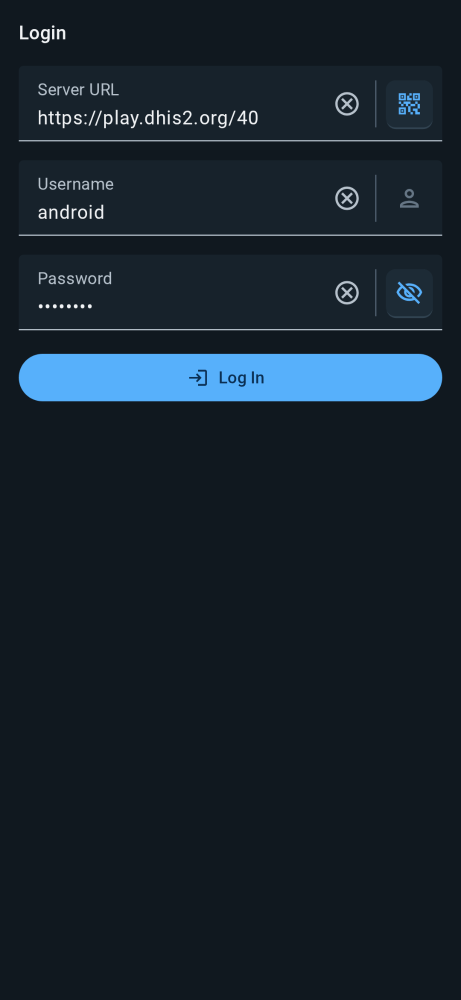 Login
Server URL
https://play.dhis2.org/40
Username
android
Password
••••••••
Log In